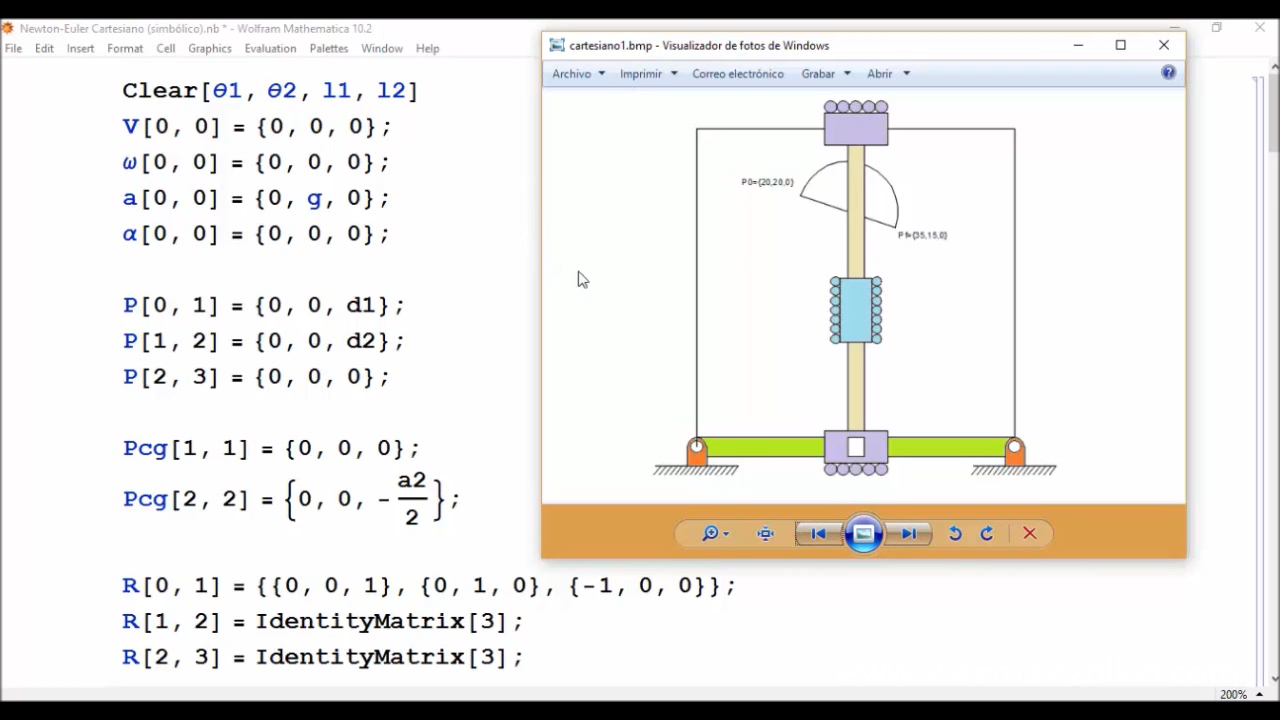 Newton-Euler Cartesiano (simbólico).nb * - Wolfram Mathematica 10.2
File Edit Insert Format Cell Graphics Evaluation Palettes Window Help
Clear[θ1, θ2, l1, l2]
V[0, 0] = {0, 0, 0};
ω[0, 0] = {0, 0, 0};
a[0, 0] = {0, g, 0};
α[0, 0] = {0, 0, 0};
P[0, 1] = {0, 0, d1};
P[1, 2] = {0, 0, d2};
P[2, 3] = {0, 0, 0};
Pcg[1, 1] = {0, 0, 0};
Pcg[2, 2] = {0, 0, - a2/2};
R[0, 1] = {{0, 0, 1}, {0, 1, 0}, {-1, 0, 0}};
R[1, 2] = IdentityMatrix[3];
R[2, 3] = IdentityMatrix[3];
cartesiano1.bmp - Visualizador de fotos de Windows
Archivo Imprimir Correo electrónico Grabar Abrir
P0={20,20,0}
Pf={35,15,0}
200%